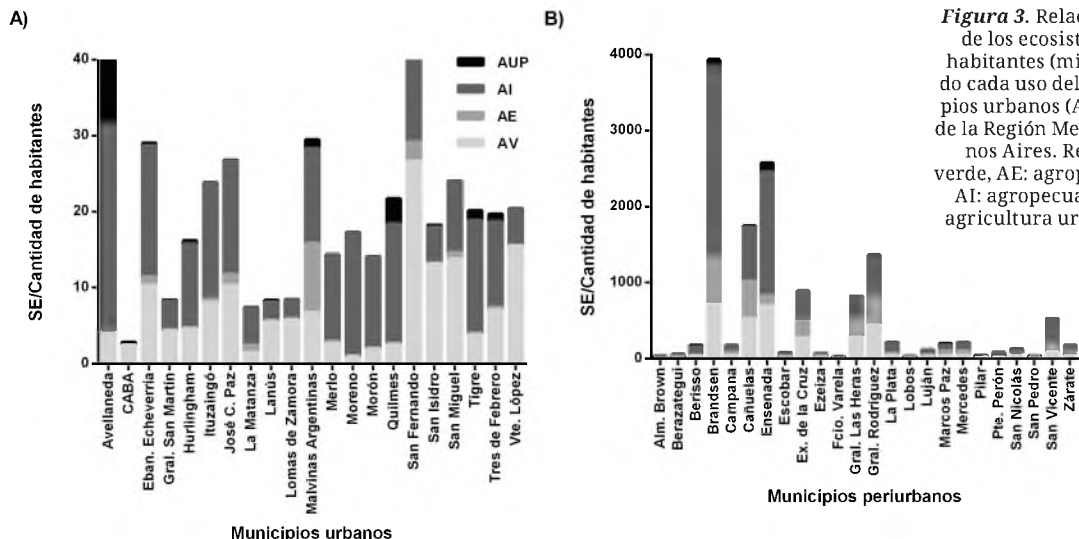 A)
SE/Cantidad de habitantes
40
30
20
10
0
AUP
AI
AE
AV
Avellaneda
CABA
Eban. Echeverría
Gral. San Martín
Hurlingham
Ituzaingó
José C. Paz
La Matanza
Lanús
Lomas de Zamora
Malvinas Argentinas
Merlo
Moreno
Morón
Quilmes
San Fernando
San Isidro
San Miguel
Tigre
Tres de Febrero
Vte. López
Municipios urbanos
B)
SE/Cantidad de habitantes
4000
3000
2000
1000
0
Alm. Brown
Berazategui
Berisso
Brandsen
Campana
Cañuelas
Ensenada
Escobar
Ex. de la Cruz
Ezeiza
Fcio. Varela
Gral. Las Heras
Gral. Rodríguez
La Plata
Lobos
Luján
Marcos Paz
Mercedes
Pilar
Pte. Perón
San Nicolás
San Pedro
San Vicente
Zárate
Municipios periurbanos
Figura 3. Relac
de los ecosist
habitantes (mi
do cada uso del
pios urbanos (A
de la Región Me
nos Aires. Re
verde, AE: agrop
AI: agropecua
agricultura ur